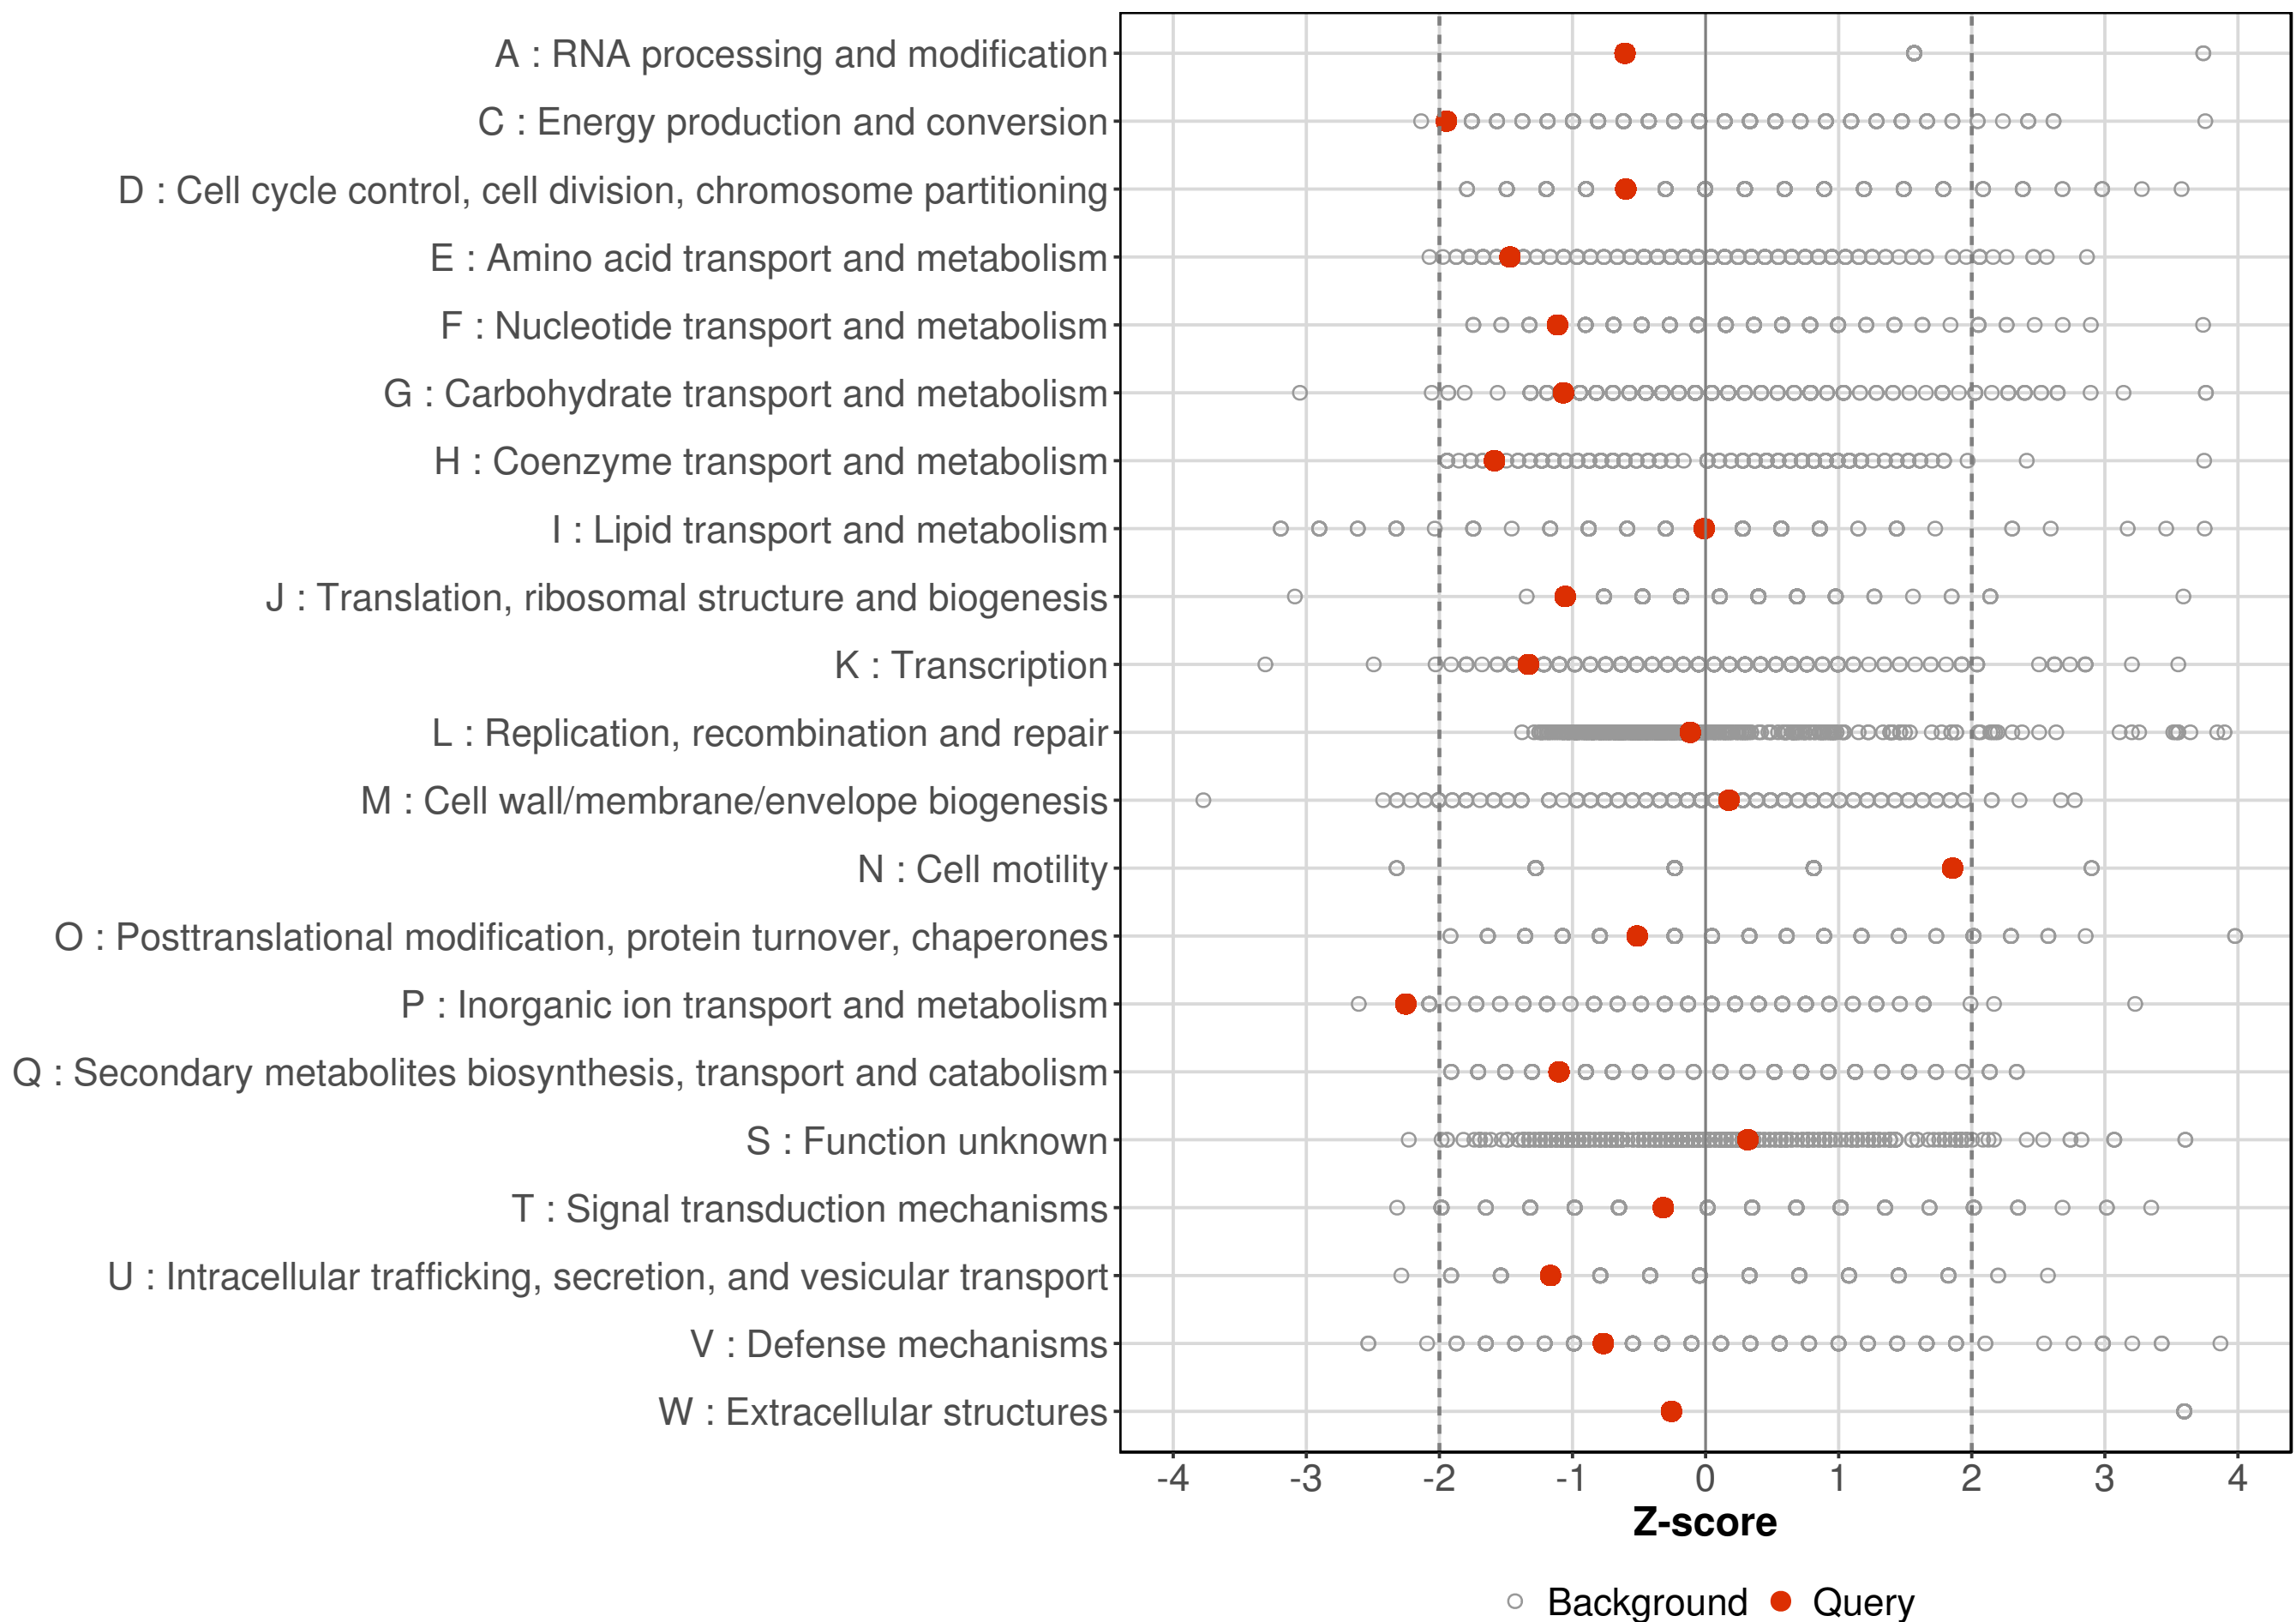 A : RNA processing and modification
C : Energy production and conversion
D : Cell cycle control, cell division, chromosome partitioning
E : Amino acid transport and metabolism
F : Nucleotide transport and metabolism
G : Carbohydrate transport and metabolism
H : Coenzyme transport and metabolism
I : Lipid transport and metabolism
J : Translation, ribosomal structure and biogenesis
K : Transcription
L : Replication, recombination and repair
M : Cell wall/membrane/envelope biogenesis
N : Cell motility
O : Posttranslational modification, protein turnover, chaperones
P : Inorganic ion transport and metabolism
Q : Secondary metabolites biosynthesis, transport and catabolism
S : Function unknown
T : Signal transduction mechanisms
U : Intracellular trafficking, secretion, and vesicular transport
V : Defense mechanisms
W : Extracellular structures
-4 -3 -2 -1 0 1 2 3 4
Z-score
Background Query